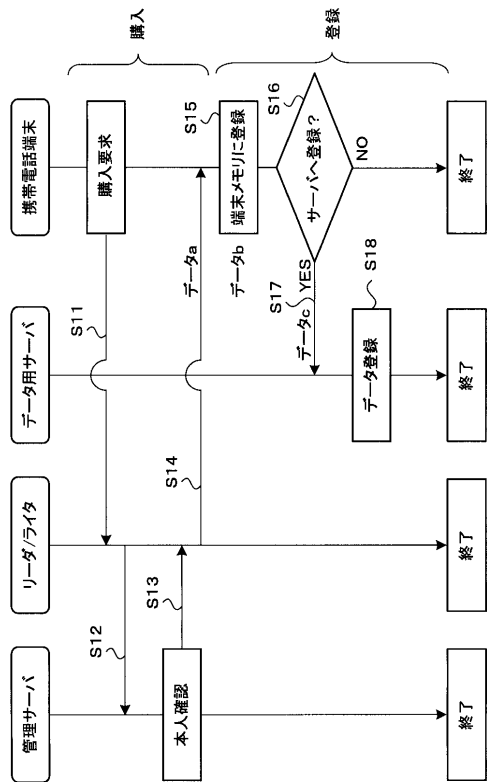 管理サーバ
リーダ/ライタ
データ用サーバ
携帯電話端末
購入要求
購入
S11
S12
本人確認
S13
S14
データa
S15
端末メモリに登録
データb
登録
S16
サーバへ登録？
S17
YES
データc
NO
S18
データ登録
終了
終了
終了
終了